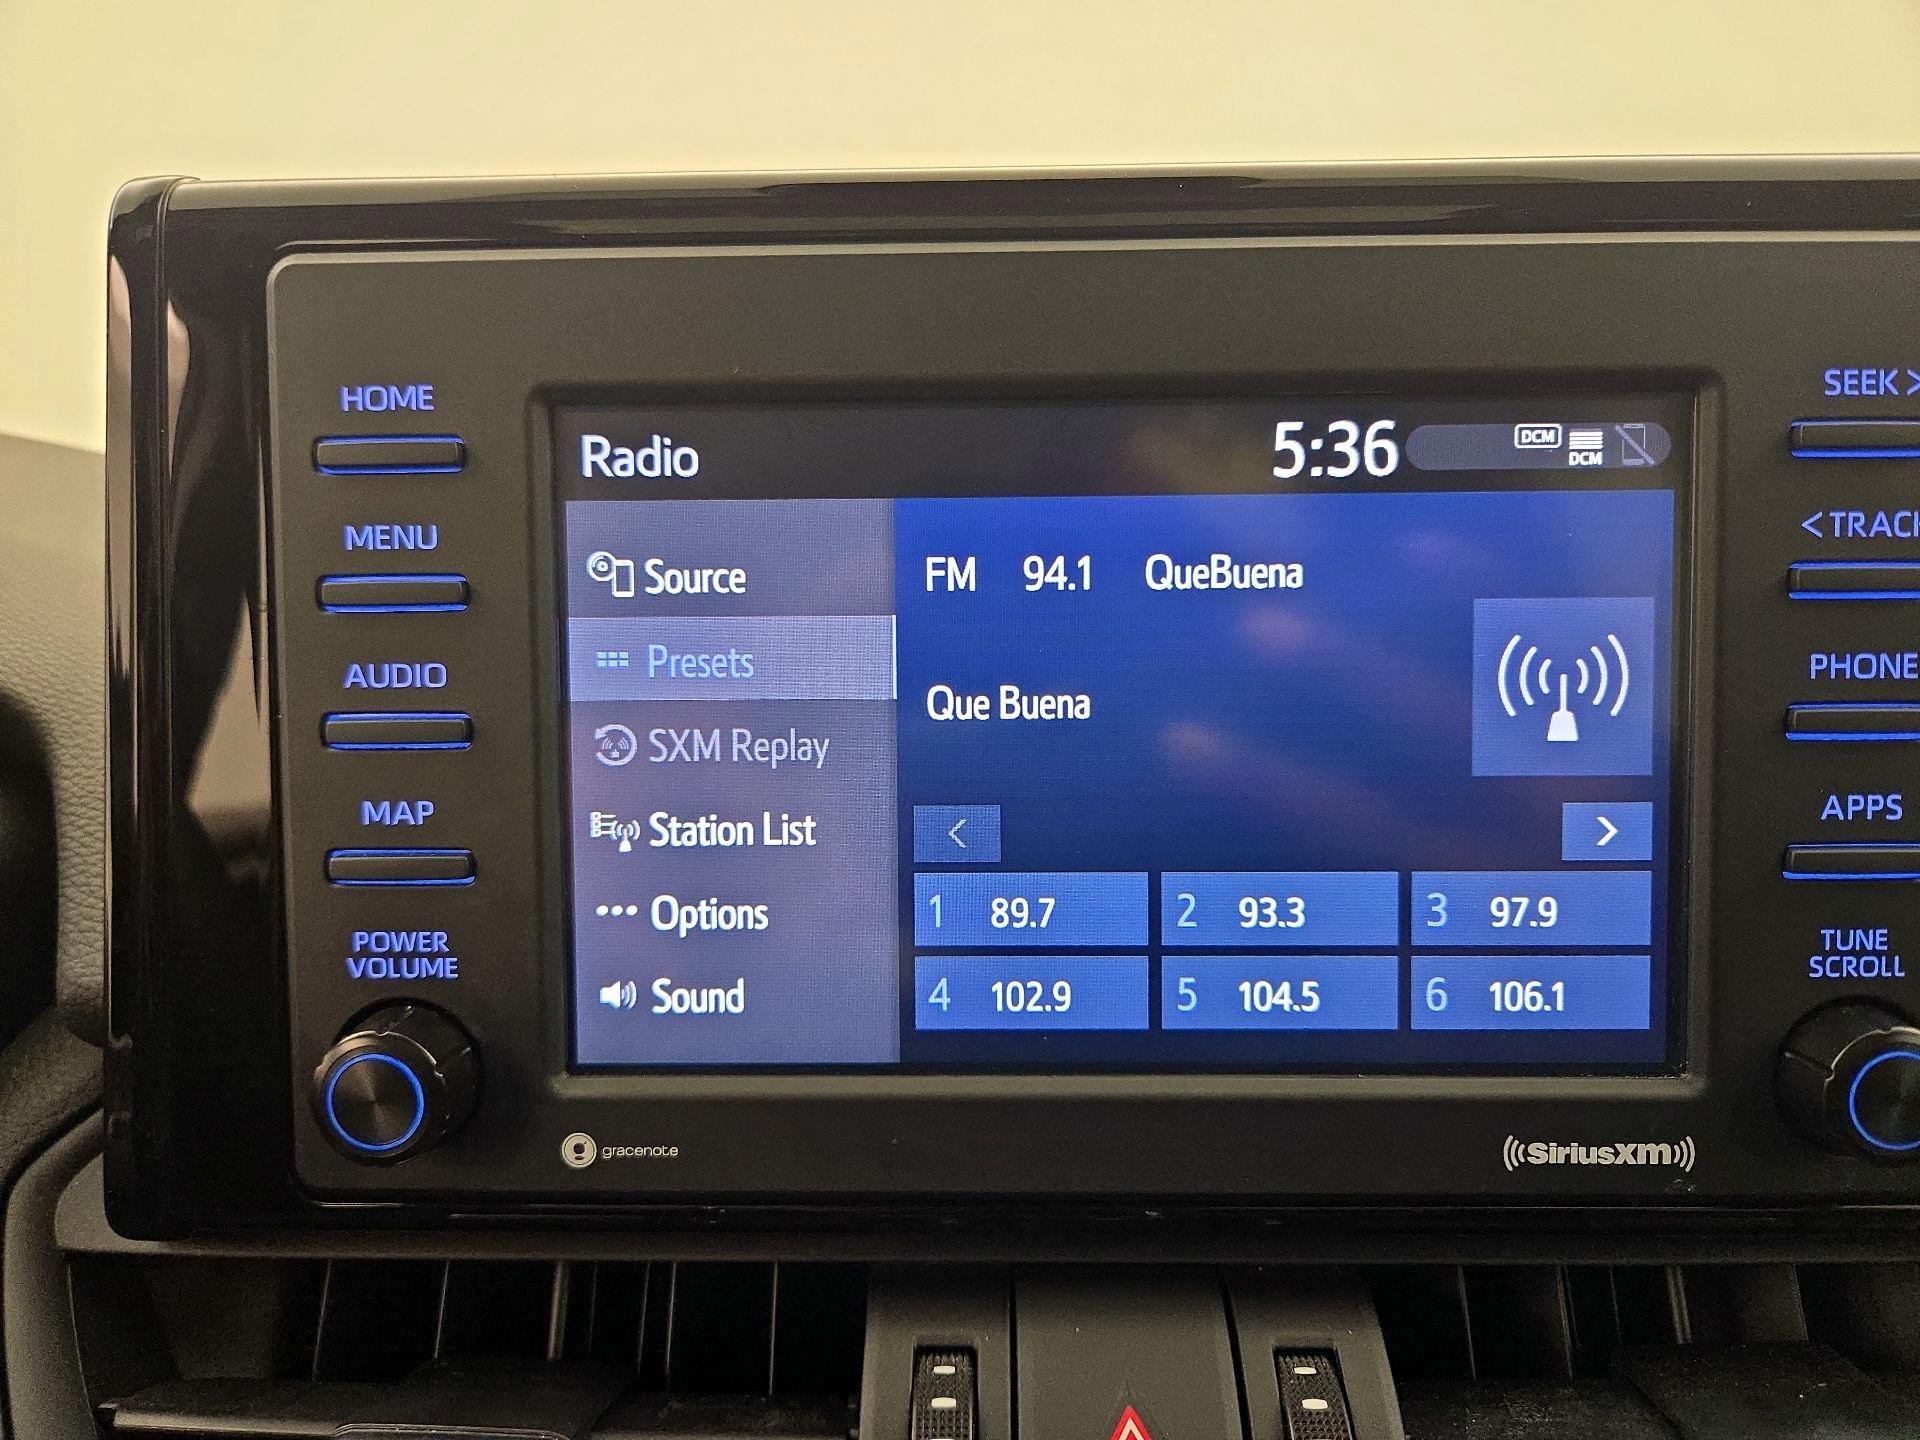 HOME
MENU
AUDIO
MAP
POWER
VOLUME
Radio
5:36
DCM
DCM
Source
Presets
SXM Replay
Station List
Options
Sound
FM 94.1 QueBuena
Que Buena
<
>
1 89.7
2 93.3
3 97.9
4 102.9
5 104.5
6 106.1
SEEK >
< TRACK
PHONE
APPS
TUNE
SCROLL
gracenote
SiriusXM